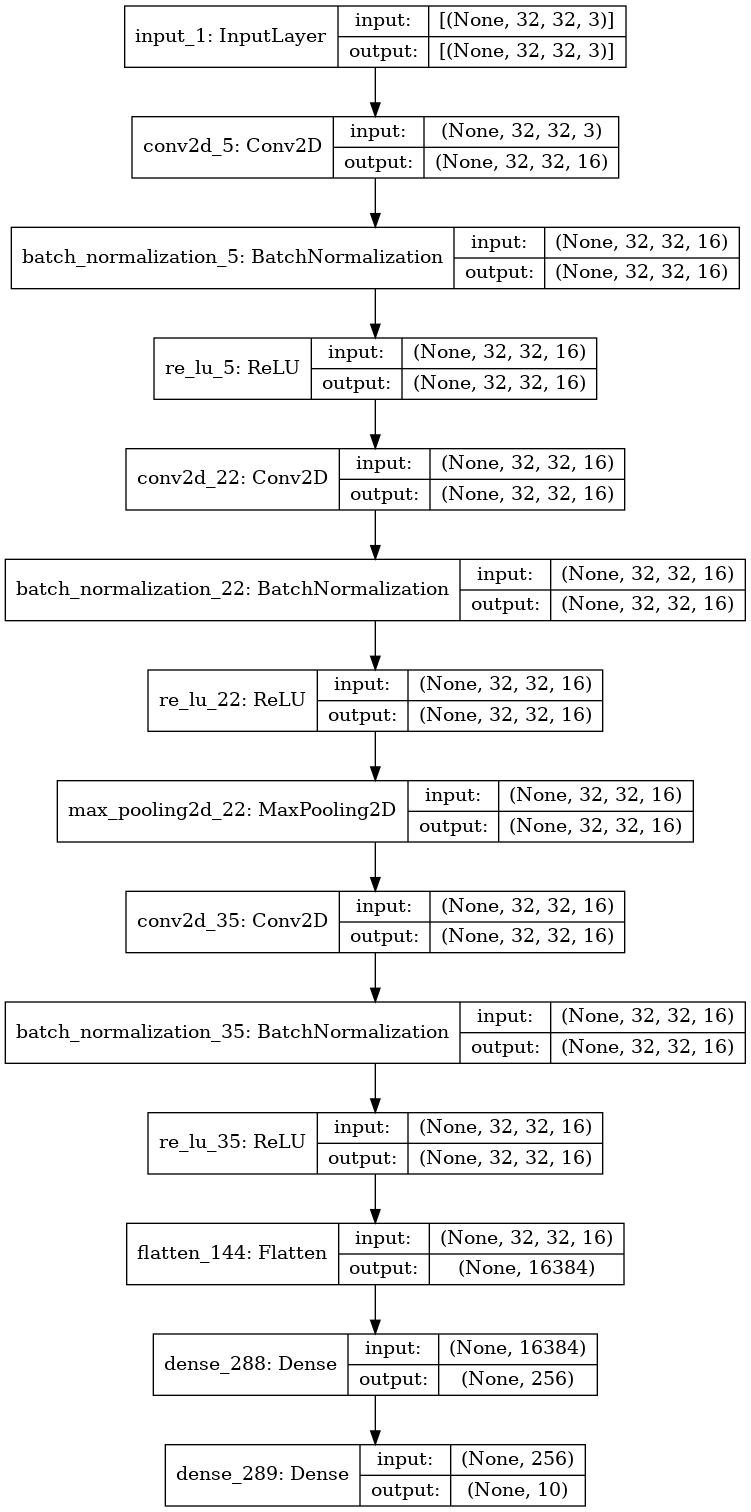 input_1: InputLayer
input: [(None, 32, 32, 3)]
output: [(None, 32, 32, 3)]
conv2d_5: Conv2D
input: (None, 32, 32, 3)
output: (None, 32, 32, 16)
batch_normalization_5: BatchNormalization
input: (None, 32, 32, 16)
output: (None, 32, 32, 16)
re_lu_5: ReLU
input: (None, 32, 32, 16)
output: (None, 32, 32, 16)
conv2d_22: Conv2D
input: (None, 32, 32, 16)
output: (None, 32, 32, 16)
batch_normalization_22: BatchNormalization
input: (None, 32, 32, 16)
output: (None, 32, 32, 16)
re_lu_22: ReLU
input: (None, 32, 32, 16)
output: (None, 32, 32, 16)
max_pooling2d_22: MaxPooling2D
input: (None, 32, 32, 16)
output: (None, 32, 32, 16)
conv2d_35: Conv2D
input: (None, 32, 32, 16)
output: (None, 32, 32, 16)
batch_normalization_35: BatchNormalization
input: (None, 32, 32, 16)
output: (None, 32, 32, 16)
re_lu_35: ReLU
input: (None, 32, 32, 16)
output: (None, 32, 32, 16)
flatten_144: Flatten
input: (None, 32, 32, 16)
output: (None, 16384)
dense_288: Dense
input: (None, 16384)
output: (None, 256)
dense_289: Dense
input: (None, 256)
output: (None, 10)